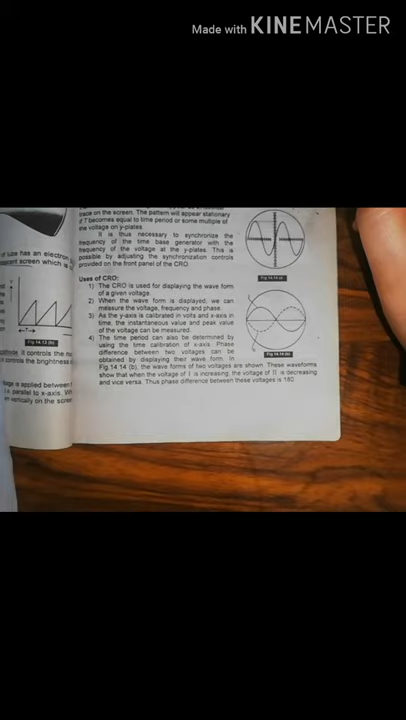 Made with KINEMASTER
trace on the screen. The pattern will appear stationary
if T becomes equal to time period or some multiple of
the voltage on y-plates.
It is thus necessary to synchronize the
frequency of the time base generator with the
frequency of the voltage at the y-plates. This is
possible by adjusting the synchronization controls
provided on the front panel of the CRO.
Fig 14.14 (a)
Uses of CRO:
1) The CRO is used for displaying the wave form
of a given voltage.
2) When the wave form is displayed, we can
measure the voltage, frequency and phase.
3) As the y-axis is calibrated in volts and x-axis in
time, the instantaneous value and peak value
of the voltage can be measured.
4) The time period can also be determined by
using the time calibration of x-axis. Phase
difference between two voltages can be
obtained by displaying their wave form. In
Fig.14.14 (b), the wave forms of two voltages are shown. These waveforms
show that when the voltage of I is increasing, the voltage of II is decreasing
and vice versa. Thus phase difference between these voltages is 180
Fig 14.14 (b)
of tube has an electron
screen which is
T
Fig 14.13 (b)
It controls the
controls the brightness
is applied between
parallel to x-axis.
vertically on the screen